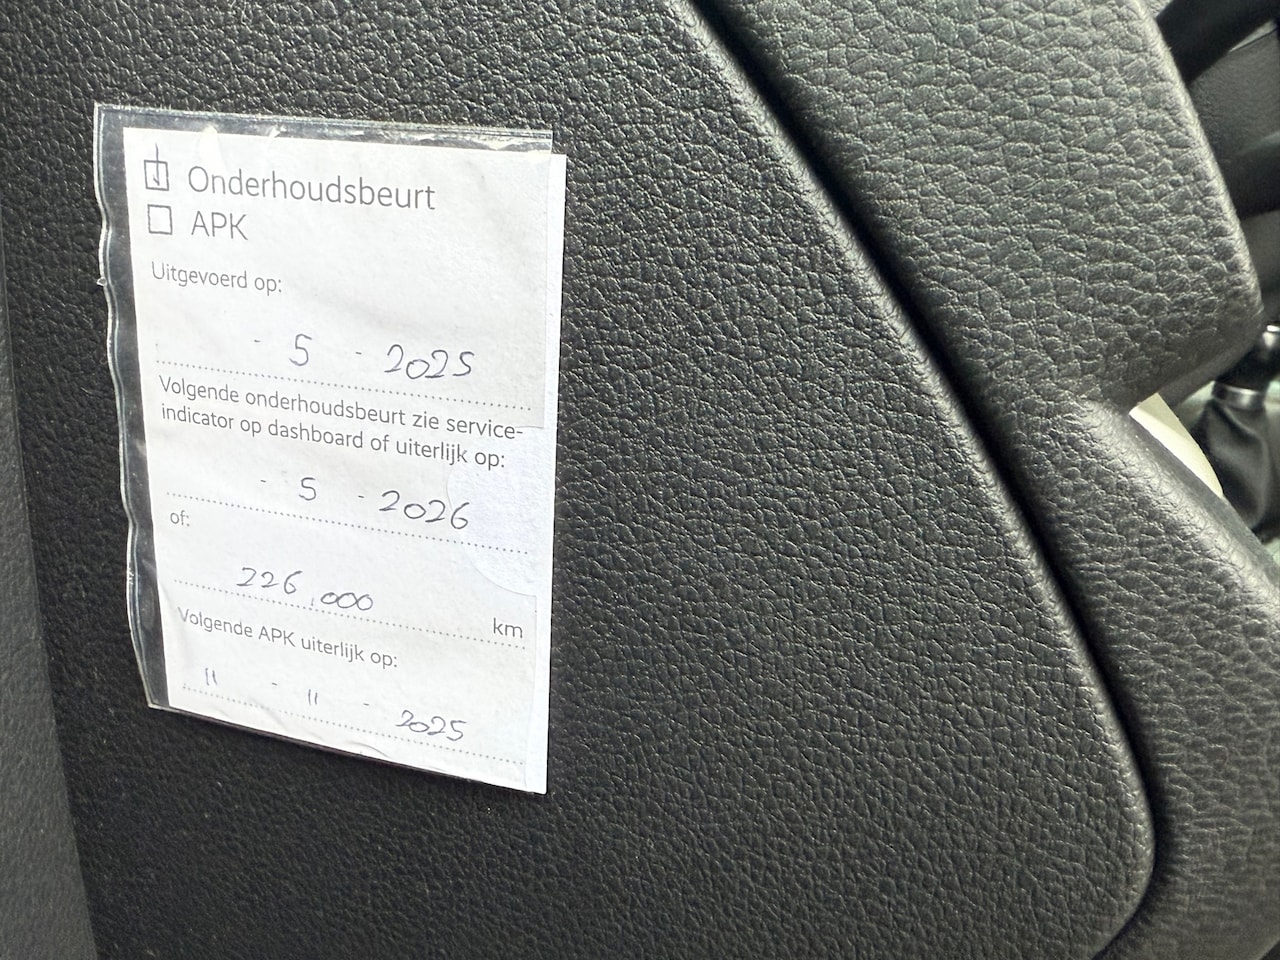 Onderhoudsbeurt
APK
Uitgevoerd op:
- 5 - 2025
Volgende onderhoudsbeurt zie service-
indicator op dashboard of uiterlijk op:
- 5 - 2026
of:
226.000 km
Volgende APK uiterlijk op:
11 - 11 - 2025